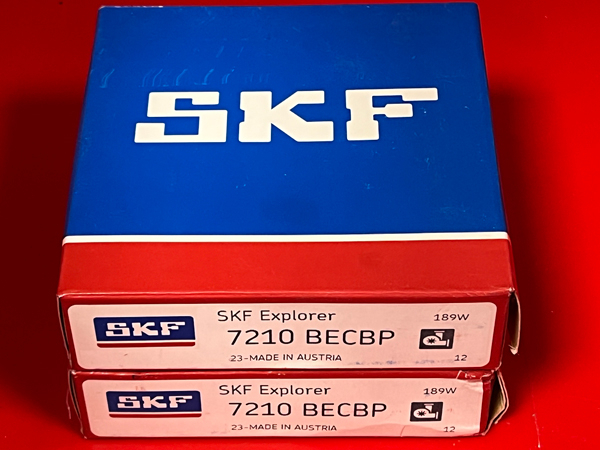 SKF
SKF
SKF Explorer
189W
7210 BECBP
23-MADE IN AUSTRIA
12
SKF
SKF Explorer
189W
7210 BECBP
23-MADE IN AUSTRIA
12